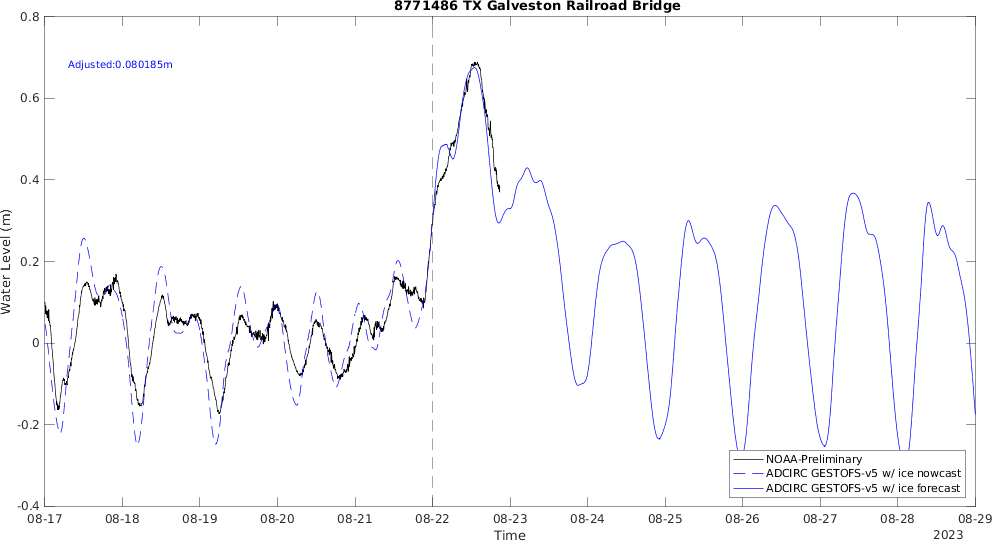 8771486 TX Galveston Railroad Bridge
Adjusted:0.080185m
0.8
0.6
0.4
0.2
0
-0.2
-0.4
Water Level (m)
NOAA-Preliminary
ADCIRC GESTOFS-v5 w/ ice nowcast
ADCIRC GESTOFS-v5 w/ ice forecast
08-17 08-18 08-19 08-20 08-21 08-22 08-23 08-24 08-25 08-26 08-27 08-28 08-29
Time
2023